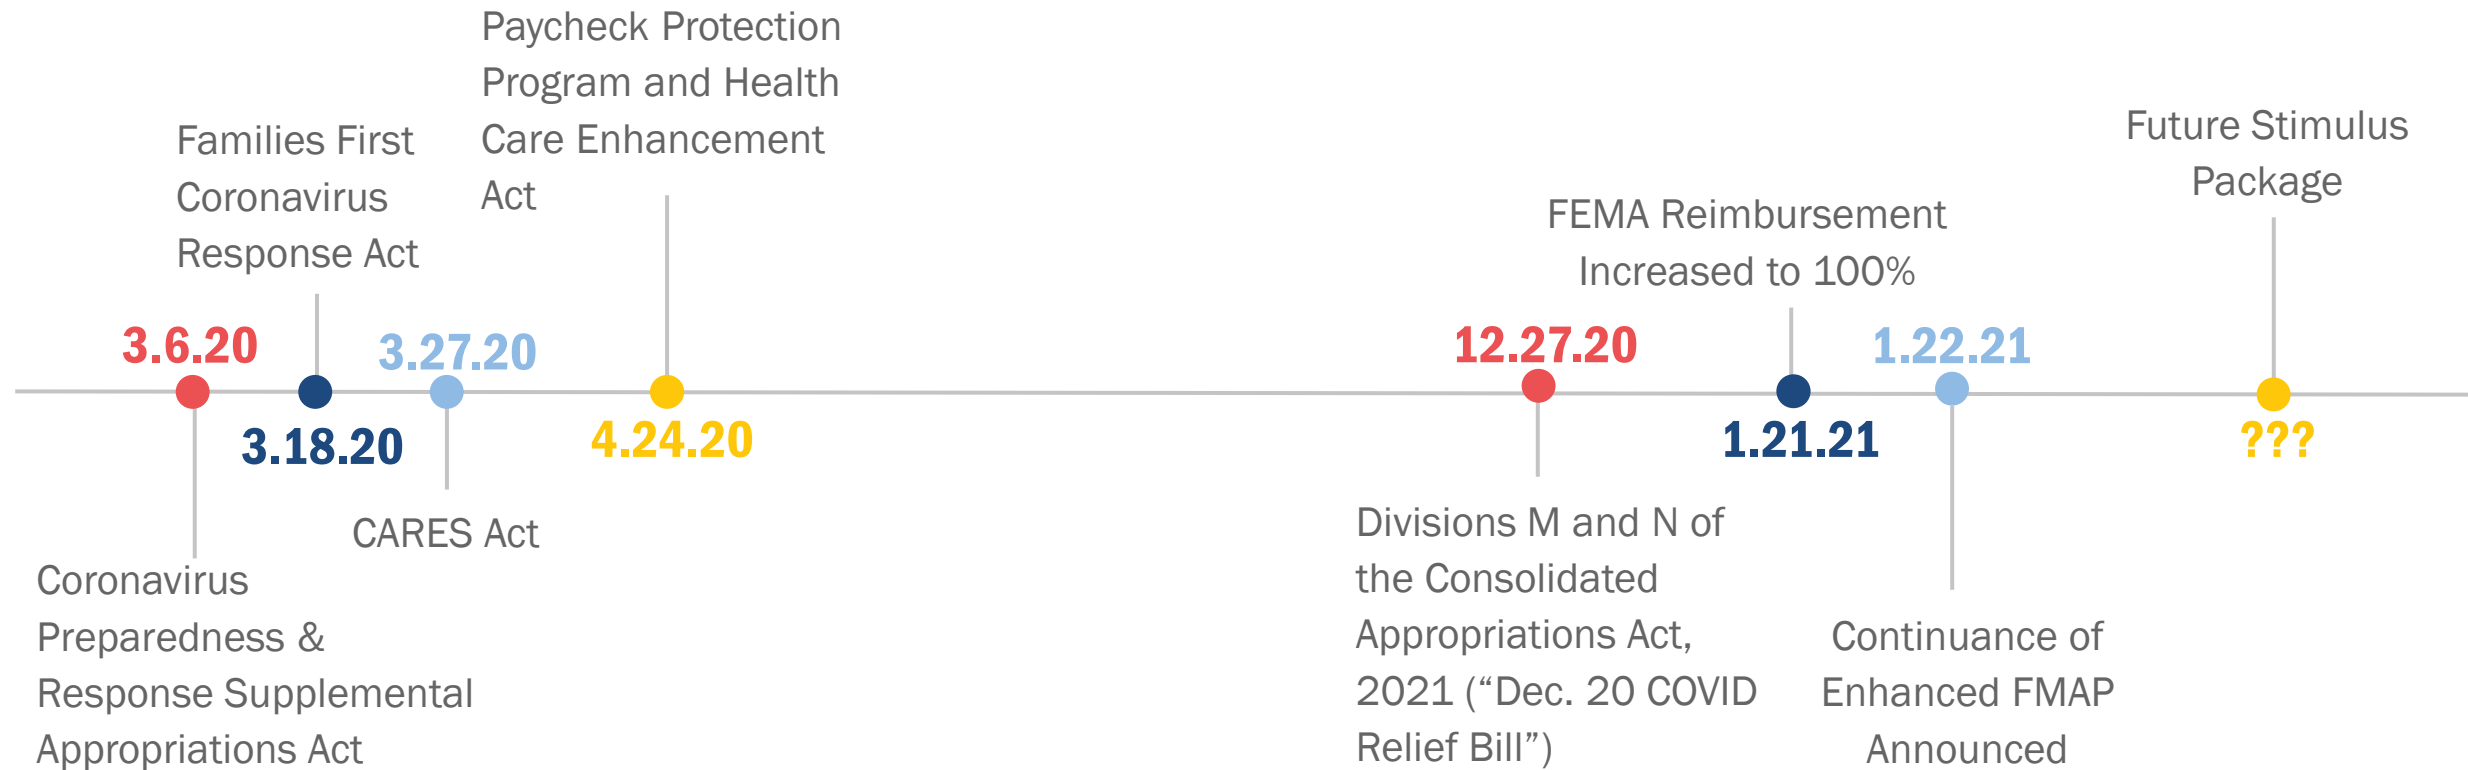 Coronavirus
Preparedness &
Response Supplemental
Appropriations Act
3.6.20
Families First
Coronavirus
Response Act
3.18.20
3.27.20
CARES Act
Paycheck Protection
Program and Health
Care Enhancement
Act
4.24.20
12.27.20
Divisions M and N of
the Consolidated
Appropriations Act,
2021 (“Dec. 20 COVID
Relief Bill”)
FEMA Reimbursement
Increased to 100%
1.21.21
1.22.21
Continuance of
Enhanced FMAP
Announced
Future Stimulus
Package
???